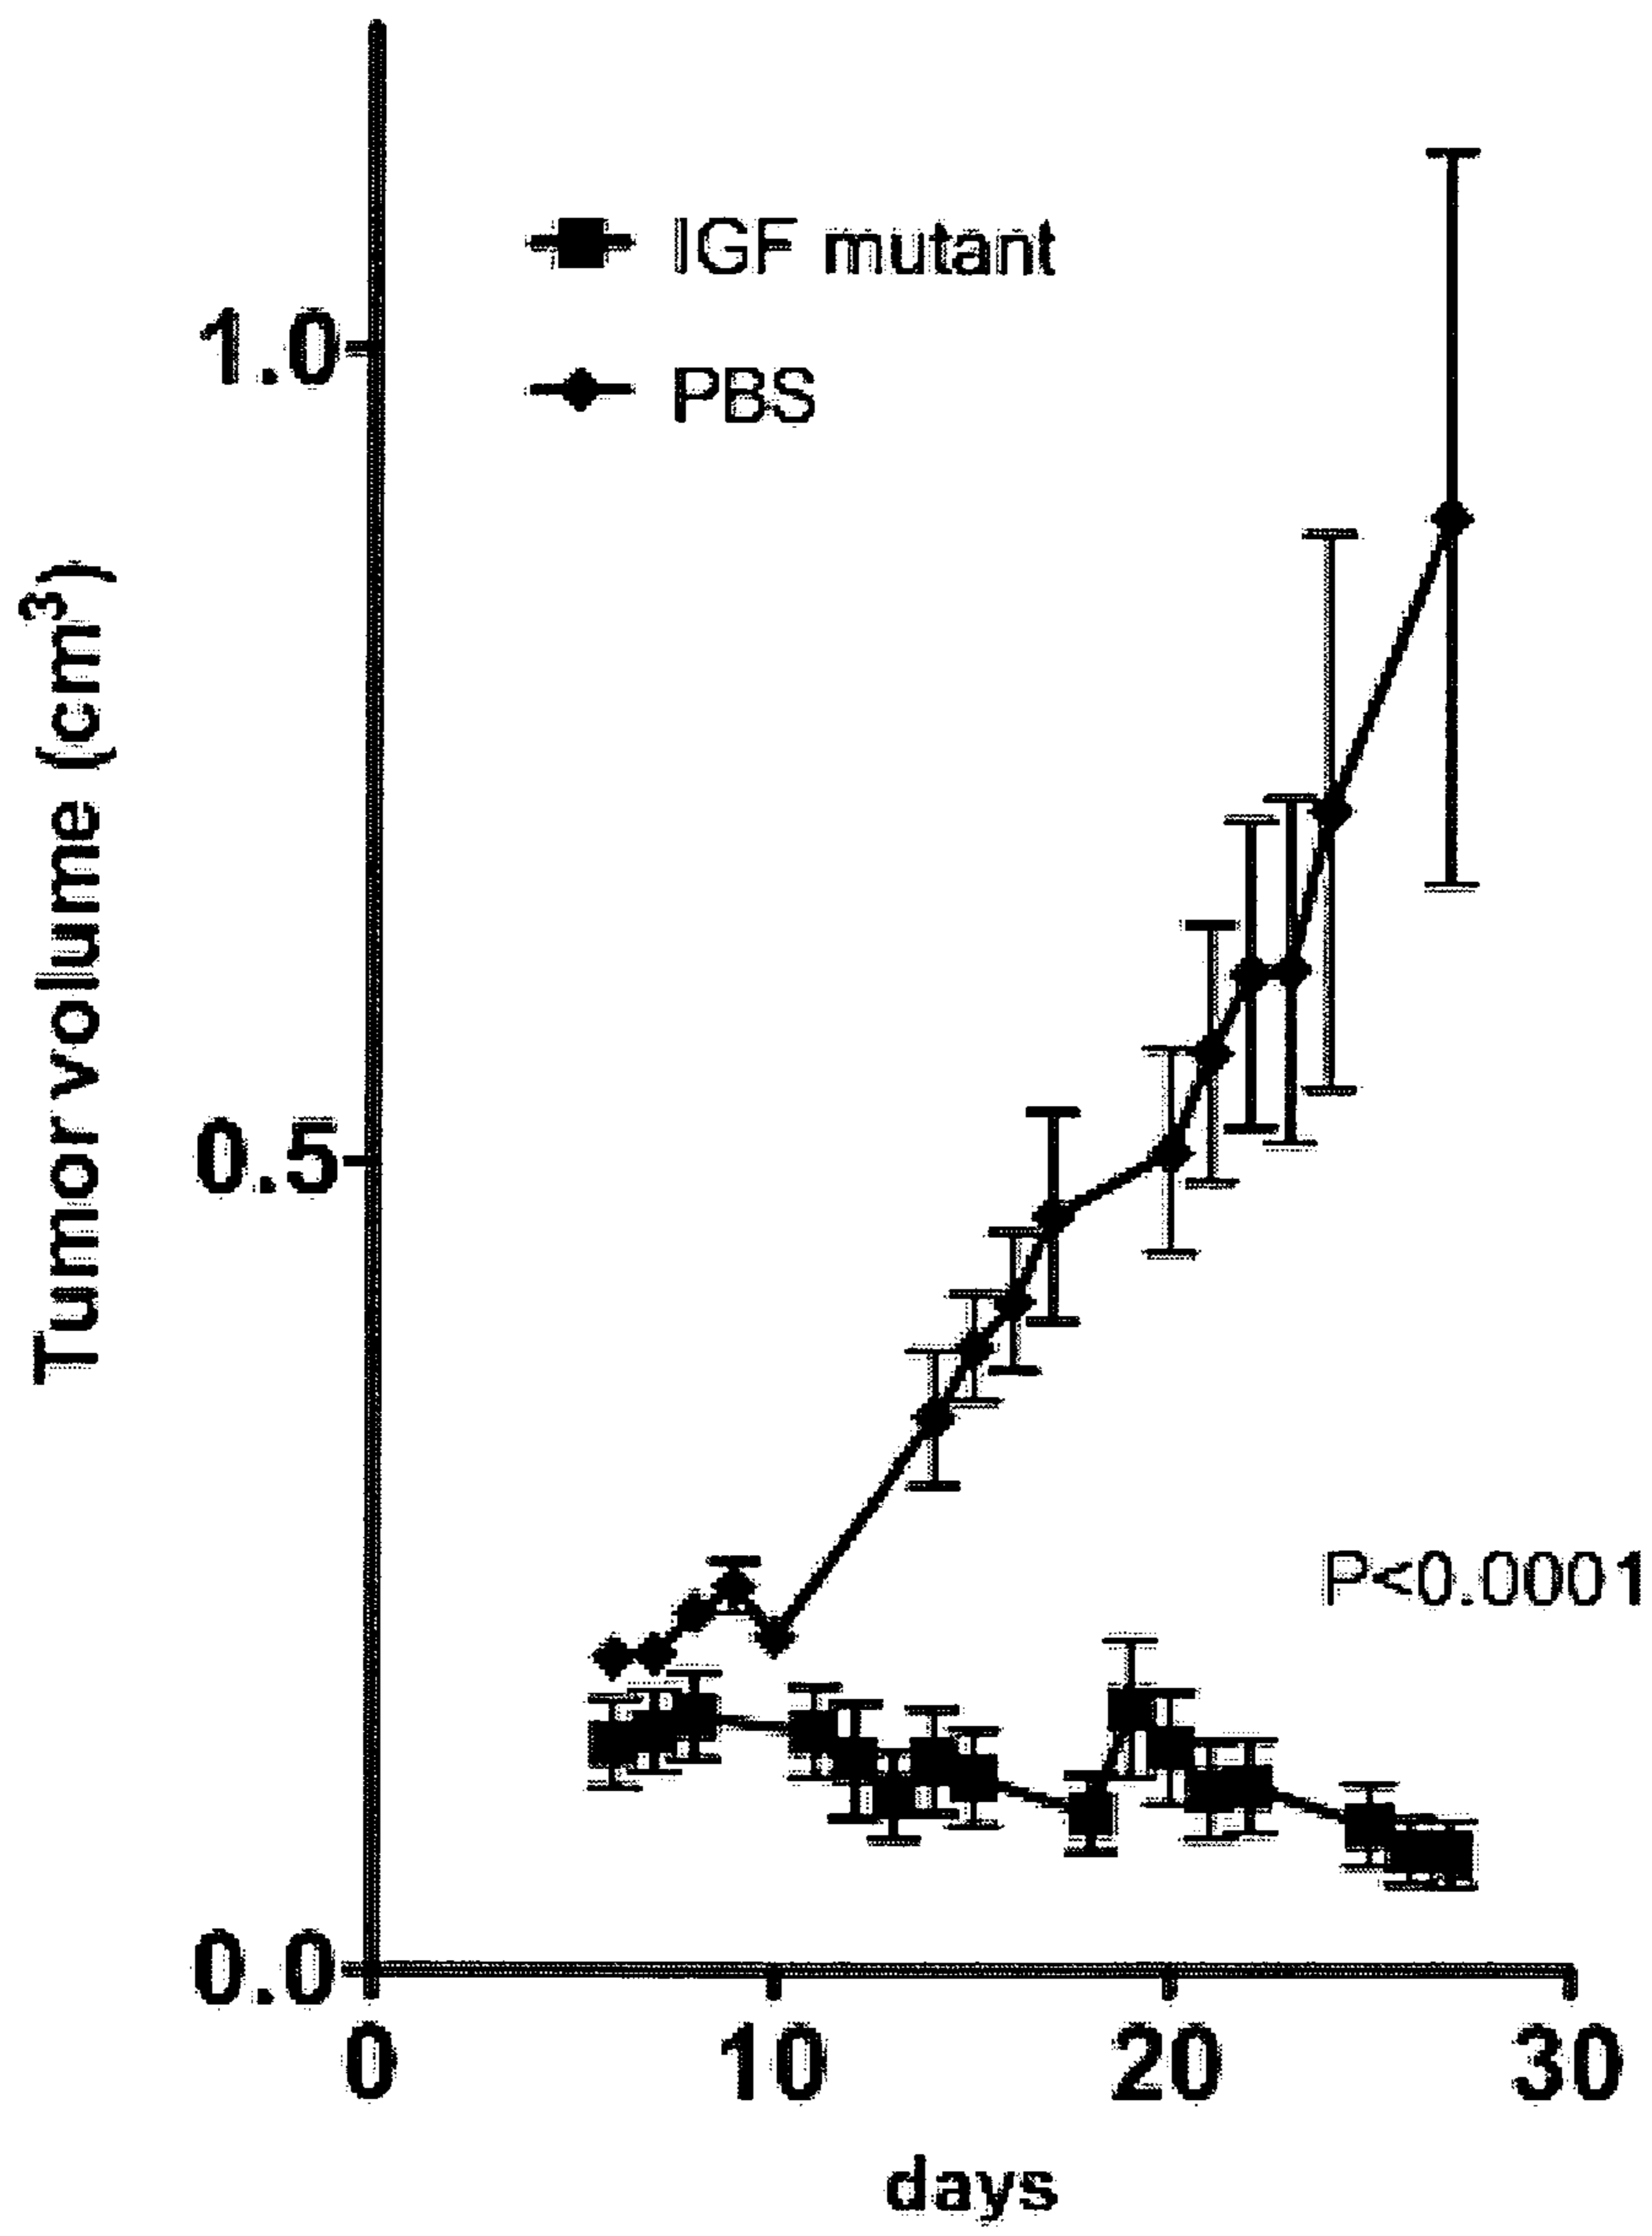 IGF mutant
PBS
1.0
0.5
0.0
Tumor volume (cm³)
P<0.0001
0 10 20 30
days